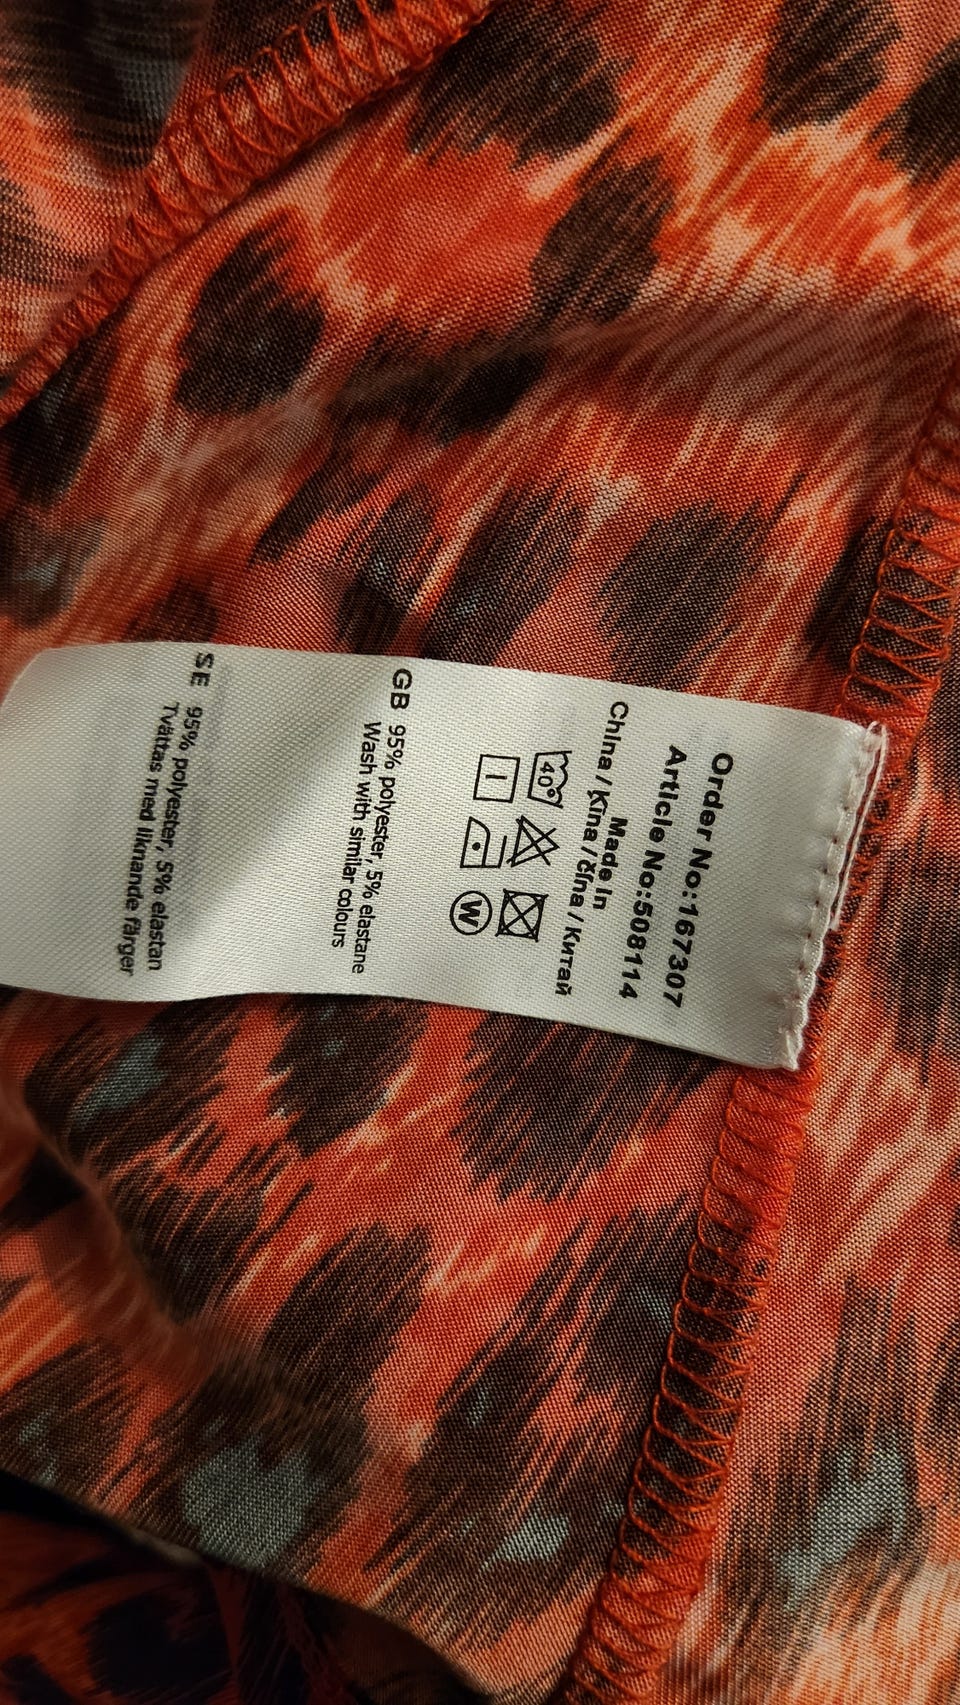 Order No:167307
Article No:508114
Made in
China / Kina / Čína / Китай
40
W
GB 95% polyester, 5% elastane
Wash with similar colours
SE 95% polyester, 5% elastan
Tvättas med liknande färger